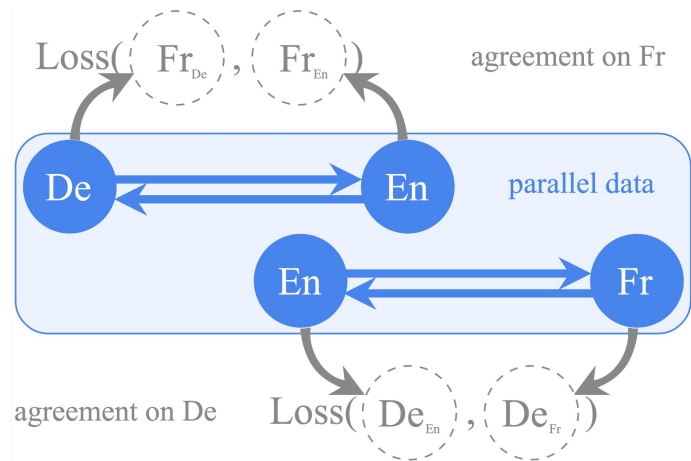 Loss( Fr De , Fr En )
agreement on Fr
De
En
parallel data
En
Fr
agreement on De
Loss( De En , De Fr )